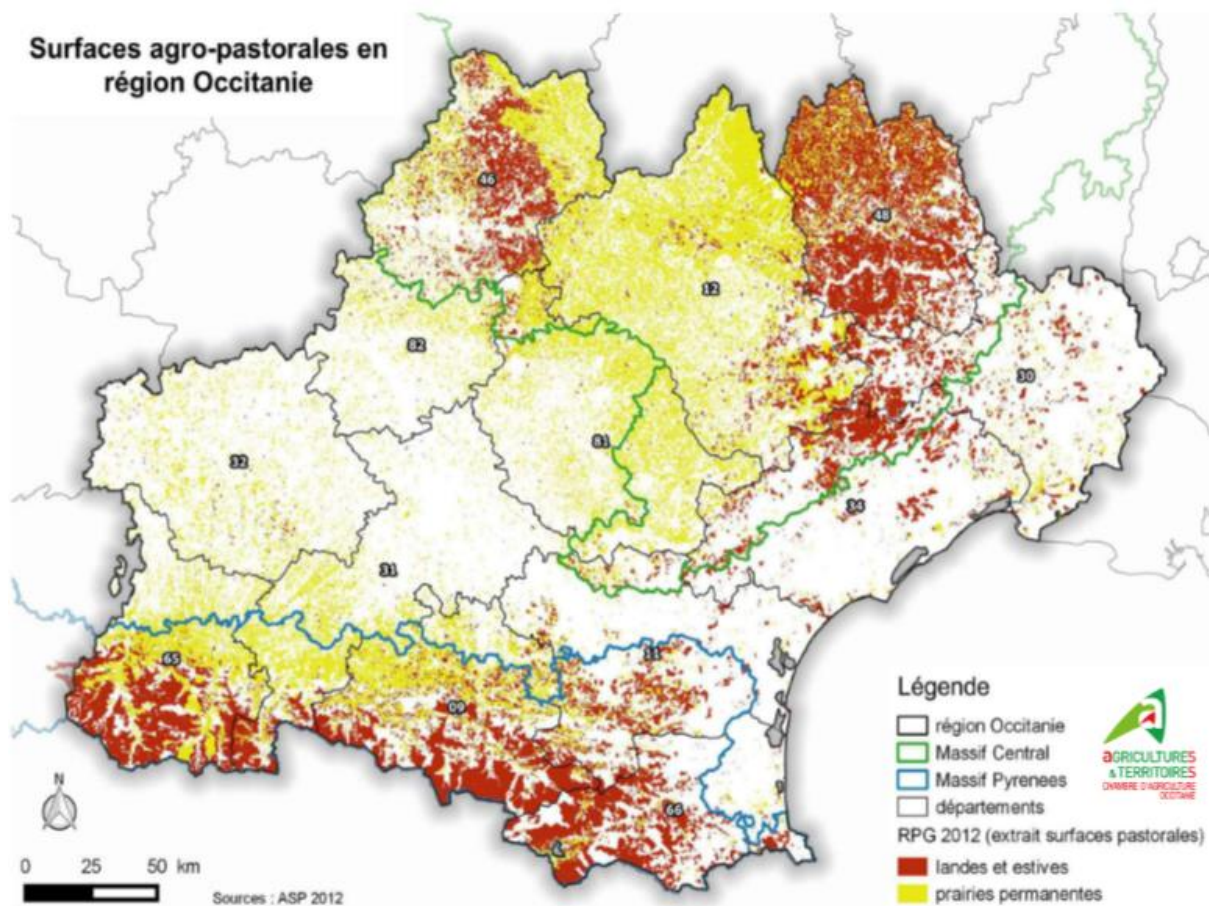 Surfaces agro-pastorales en
région Occitanie
46
48
12
82
30
32
81
34
31
65
11
09
66
Légende
région Occitanie
Massif Central
Massif Pyrenees
départements
RPG 2012 (extrait surfaces pastorales)
landes et estives
prairies permanentes
AGRICULTURES
& TERRITOIRES
CHAMBRE D'AGRICULTURE
OCCITANIE
N
0 25 50 km
Sources : ASP 2012